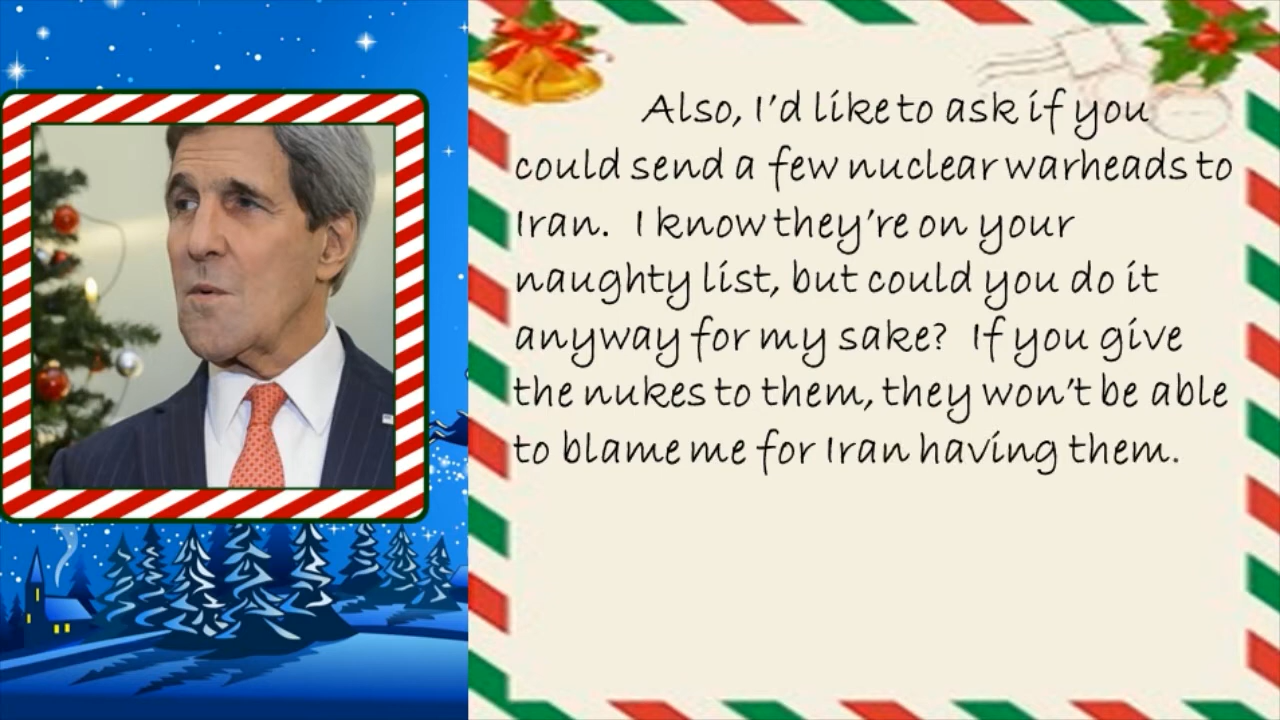 Also, I'd like to ask if you
could send a few nuclear warheads to
Iran. I know they're on your
naughty list, but could you do it
anyway for my sake? If you give
the nukes to them, they won't be able
to blame me for Iran having them.